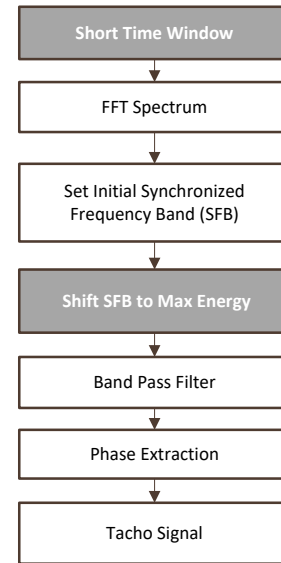 Short Time Window
FFT Spectrum
Set Initial Synchronized
Frequency Band (SFB)
Shift SFB to Max Energy
Band Pass Filter
Phase Extraction
Tacho Signal